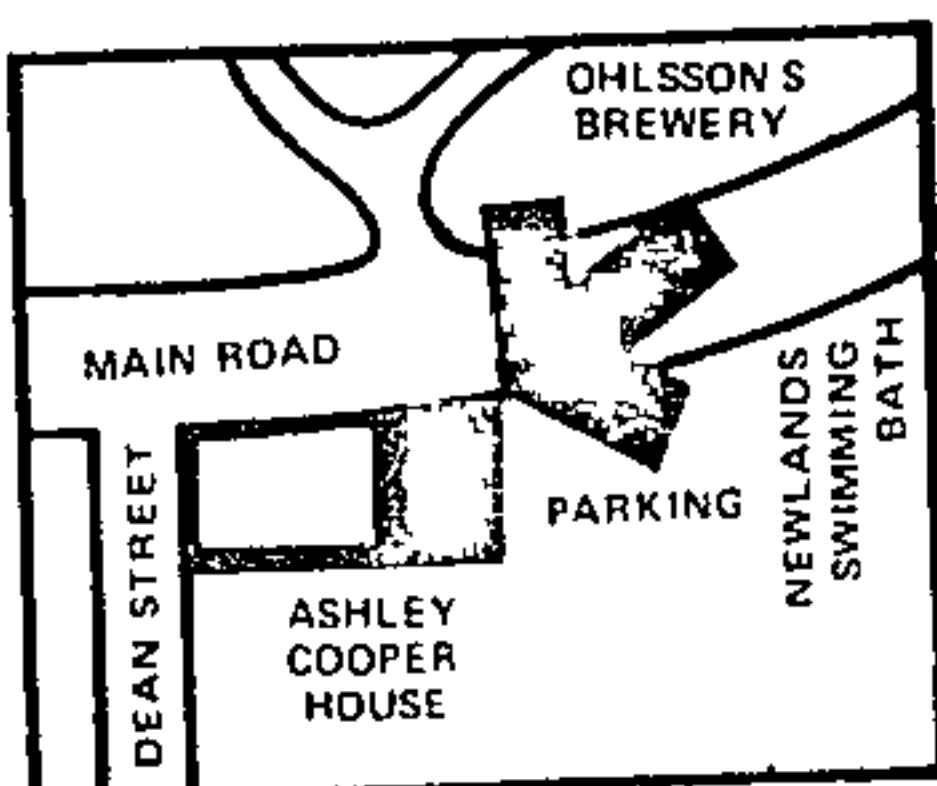 OHLSSON S
BREWERY
MAIN ROAD
NEWLANDS
SWIMMING
BATH
DEAN STREET
PARKING
ASHLEY
COOPER
HOUSE